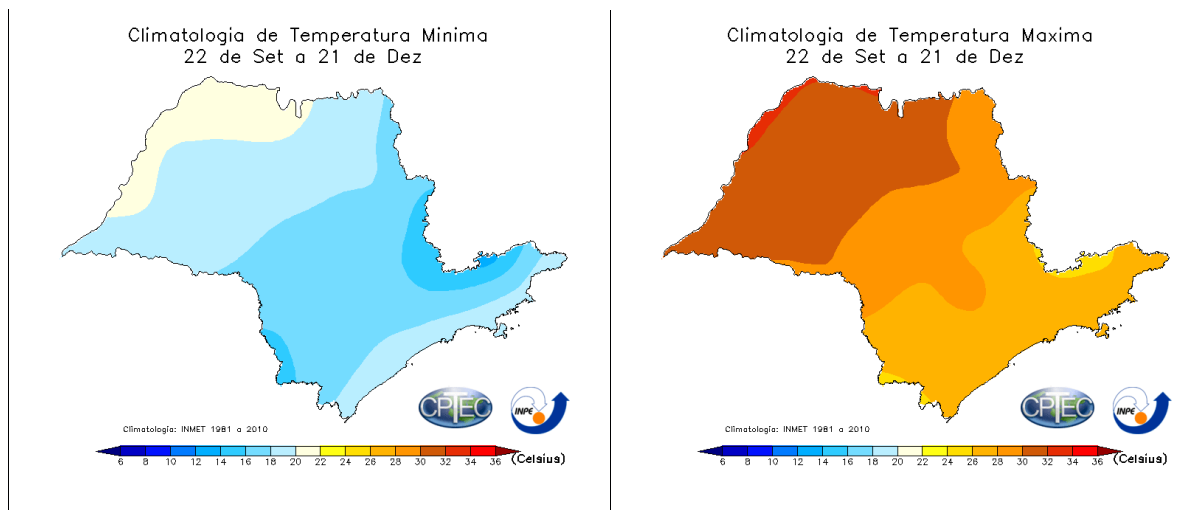 Climatologia de Temperatura Minima
22 de Set a 21 de Dez
CPTEC
INPE
Climatologia: INMET 1981 a 2010
6 8 10 12 14 16 18 20 22 24 26 28 30 32 34 36 (Celsius)
Climatologia de Temperatura Maxima
22 de Set a 21 de Dez
CPTEC
INPE
Climatologia: INMET 1981 a 2010
6 8 10 12 14 16 18 20 22 24 26 28 30 32 34 36 (Celsius)